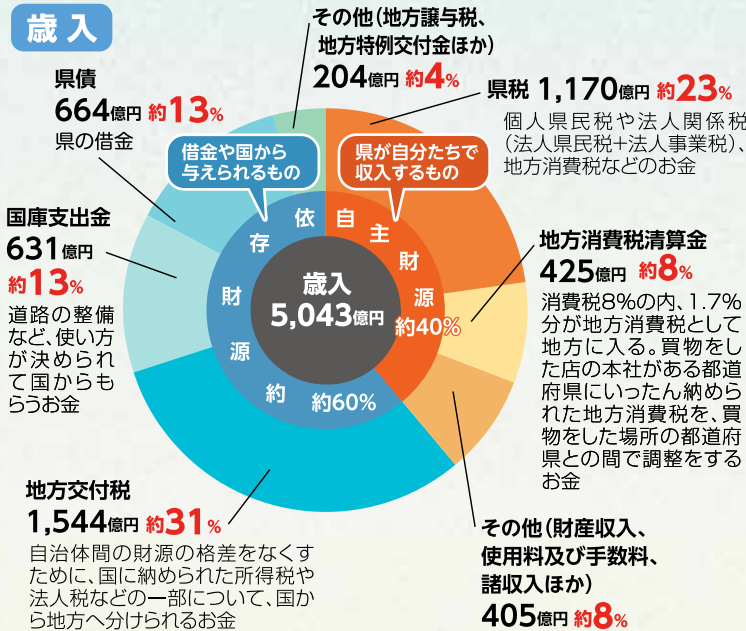 歳入
その他(地方譲与税、
地方特例交付金ほか)
204億円 約4%
県税 1,170億円 約23%
個人県民税や法人関係税
(法人県民税+法人事業税)、
地方消費税などのお金
県債
664億円 約13%
県の借金
借金や国から
与えられるもの
県が自分たちで
収入するもの
国庫支出金
631億円
約13%
道路の整備
など、使い方
が決められ
て国からも
らうお金
地方消費税清算金
425億円 約8%
消費税8%の内、1.7%
分が地方消費税として
地方に入る。買物をし
た店の本社がある都道
府県にいったん納めら
れた地方消費税を、買
物をした場所の都道府
県との間で調整をする
お金
歳入
5,043億円
自主財源
約40%
依存財源
約 約60%
地方交付税
1,544億円 約31%
自治体間の財源の格差をなくす
ために、国に納められた所得税や
法人税などの一部について、国か
ら地方へ分けられるお金
その他(財産収入、
使用料及び手数料、
諸収入ほか)
405億円 約8%